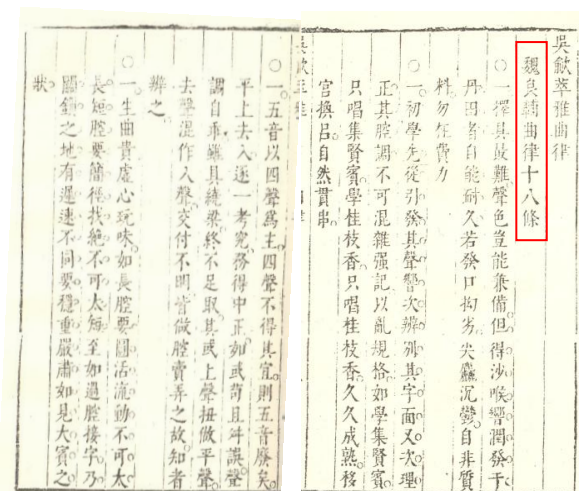 吳歈萃雅曲律
魏良輔曲律十八條
○一擇具最難聲色豈能兼備但得沙喉響潤發于
丹田者自能耐久若發口拗劣尖麤沉鬱自非質
料勿枉費力
○一初學先從引發其聲響次辨別其字面又次理
正其腔調不可混雜强記以亂規格如學集賢賓
只唱集賢賓學桂枝香只唱桂枝香久久成熟移
宮換呂自然貫串
○一五音以四聲為主四聲不得其宜則五音廢矣
平上去入逐一考究務得中正如或苟且舛誤聲
調自乖雖具繞梁終不足取其或上聲扭做平聲
去聲混作入聲交付不明皆做腔賣弄之故知者
辨之
○一生曲貴虛心玩味如長腔要圓活流動不可太
長短腔要簡徑找絕不可太短至如過腔接字乃
關鎖之地有遲速不同要穩重嚴肅如見大賓之
狀